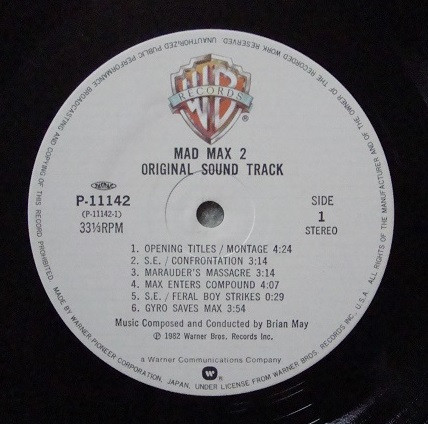 WB
RECORDS
®
MAD MAX 2
ORIGINAL SOUND TRACK
P-11142
(P-11142-1)
33⅓RPM
SIDE
1
STEREO
1. OPENING TITLES / MONTAGE 4:24
2. S.E. / CONFRONTATION 3:14
3. MARAUDER'S MASSACRE 3:14
4. MAX ENTERS COMPOUND 4:07
5. S.E. / FERAL BOY STRIKES 0:29
6. GYRO SAVES MAX 3:54
Music Composed and Conducted by Brian May
℗ 1982 Warner Bros. Records Inc.
a Warner Communications Company
MADE BY WARNER-PIONEER CORPORATION, JAPAN, UNDER LICENSE FROM WARNER BROS. RECORDS INC. U.S.A. ALL RIGHTS OF THE MANUFACTURER AND OF THE OWNER OF THE RECORDED WORK RESERVED. UNAUTHORIZED PUBLIC PERFORMANCE BROADCASTING AND COPYING OF THIS RECORD PROHIBITED.